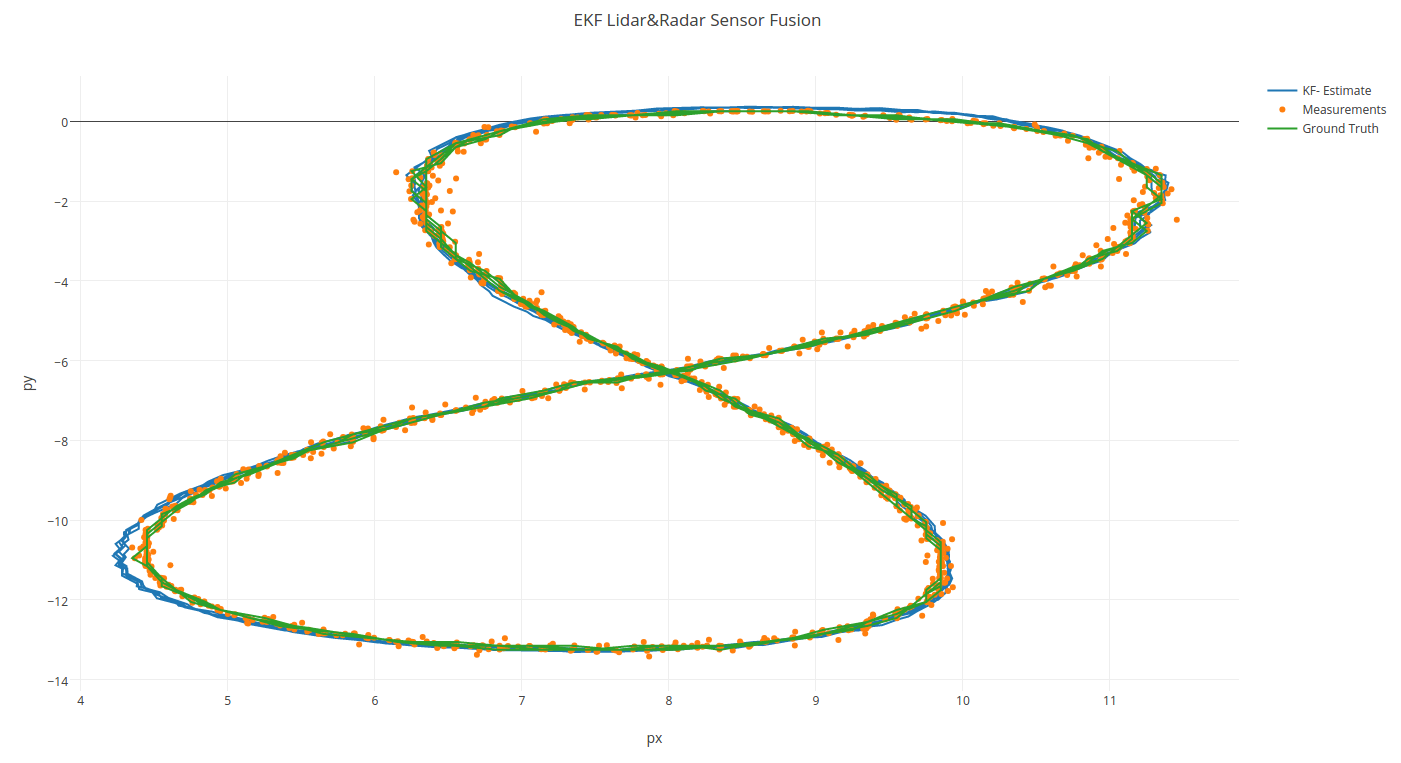 EKF Lidar&Radar Sensor Fusion
KF- Estimate
Measurements
Ground Truth
py
0
−2
−4
−6
−8
−10
−12
−14
4 5 6 7 8 9 10 11
px